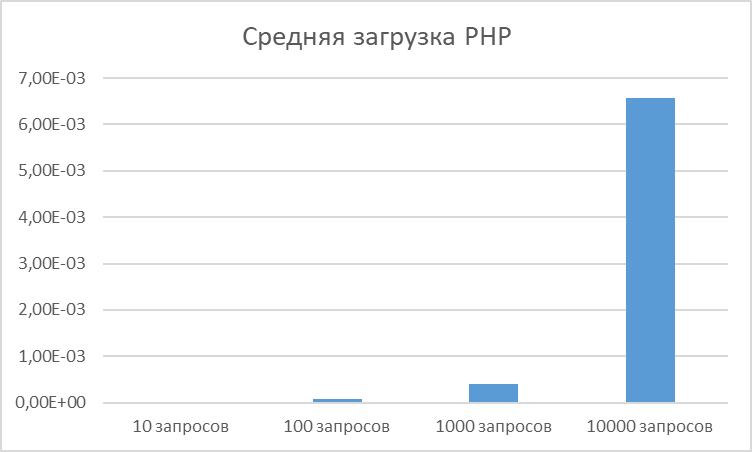 Средняя загрузка PHP
7,00E-03
6,00E-03
5,00E-03
4,00E-03
3,00E-03
2,00E-03
1,00E-03
0,00E+00
10 запросов 100 запросов 1000 запросов 10000 запросов